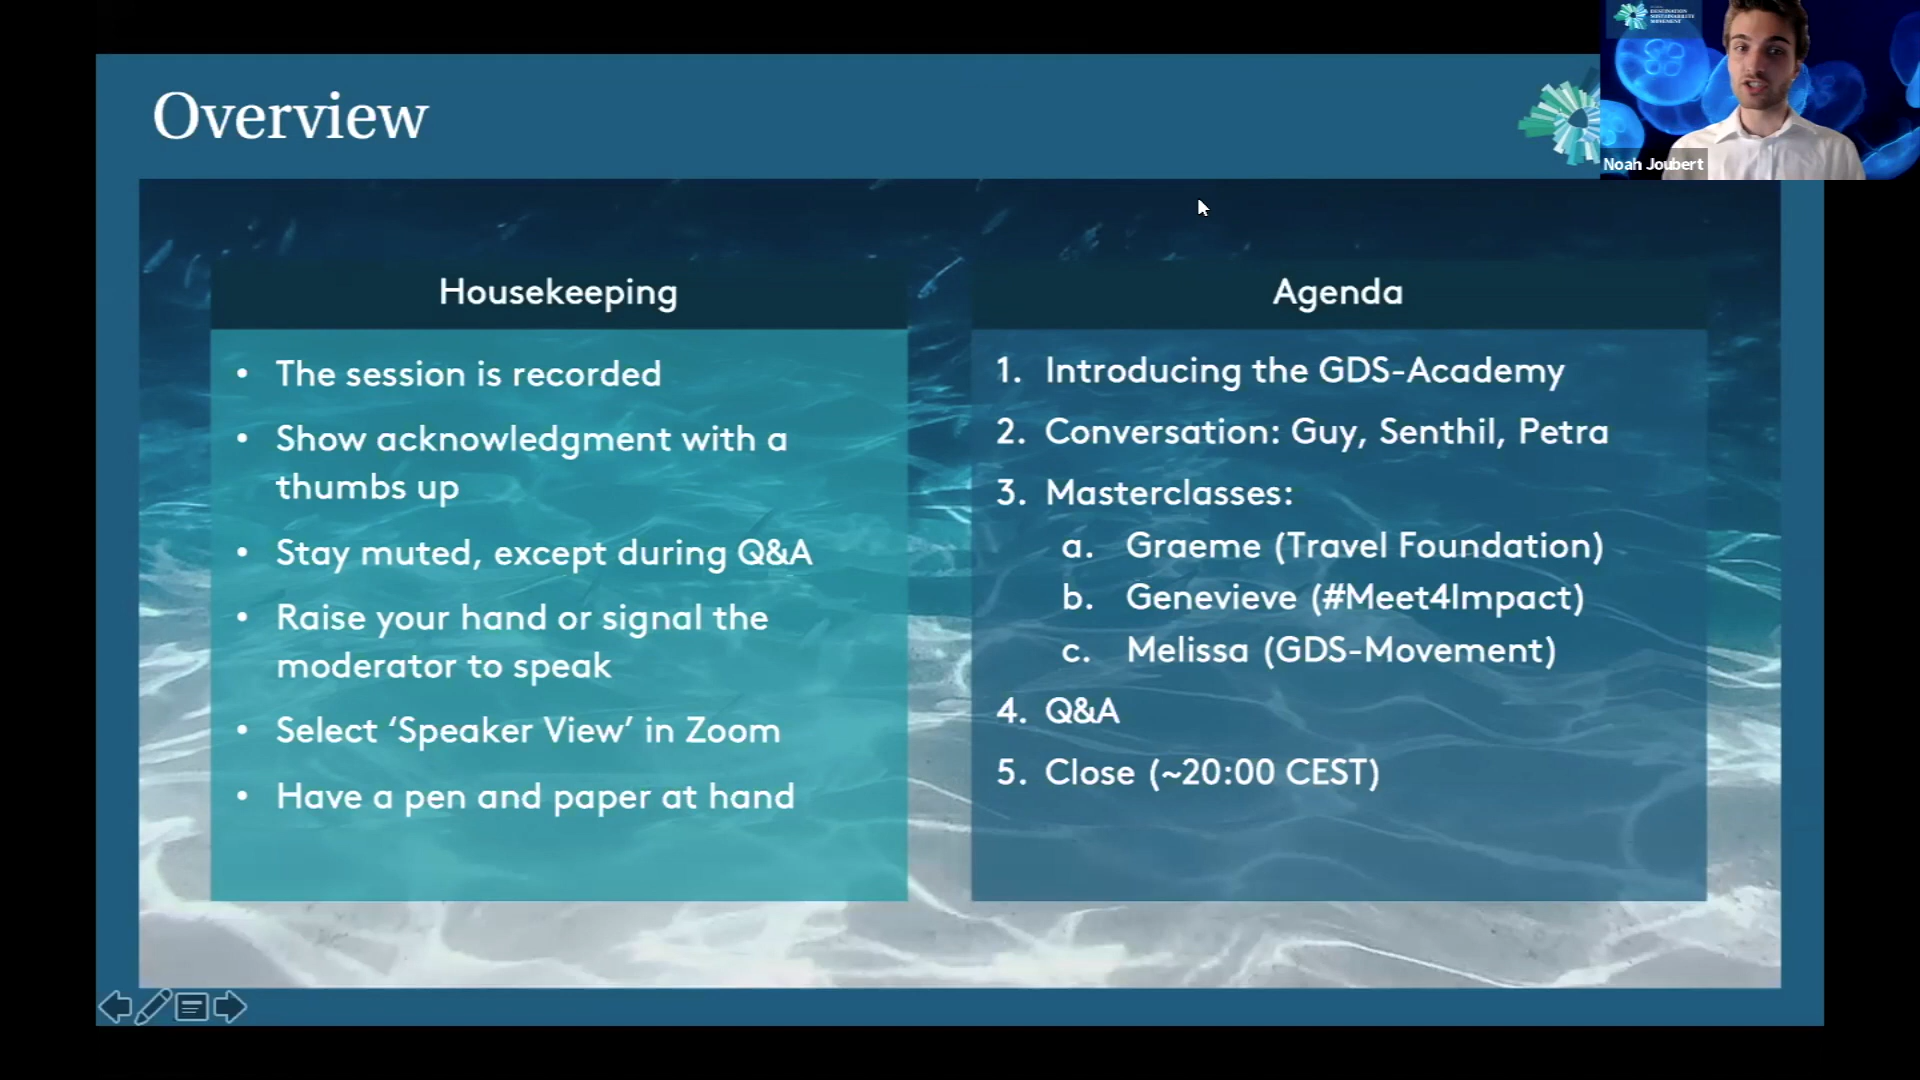 Overview
DESTINATION
SUSTAINABILITY
MOVEMENT
Noah Joubert
Housekeeping
• The session is recorded
• Show acknowledgment with a
thumbs up
• Stay muted, except during Q&A
• Raise your hand or signal the
moderator to speak
• Select ‘Speaker View’ in Zoom
• Have a pen and paper at hand
Agenda
1. Introducing the GDS-Academy
2. Conversation: Guy, Senthil, Petra
3. Masterclasses:
a. Graeme (Travel Foundation)
b. Genevieve (#Meet4Impact)
c. Melissa (GDS-Movement)
4. Q&A
5. Close (~20:00 CEST)